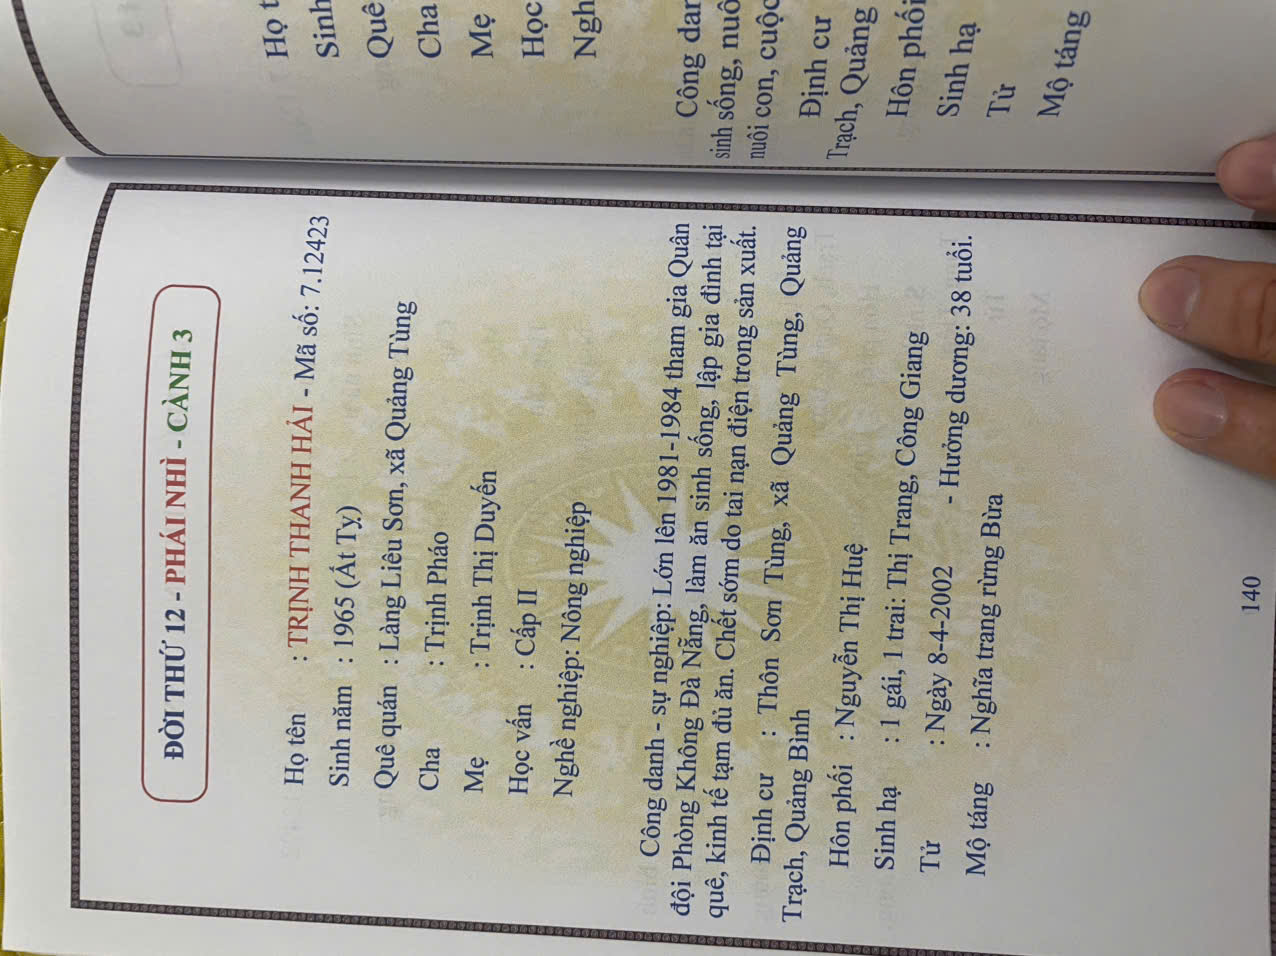 ĐỜI THỨ 12 - PHÁI NHÌ - CÀNH 3
Họ tên : TRỊNH THANH HẢI - Mã số: 7.12423
Sinh năm : 1965 (Ất Tỵ)
Quê quán : Làng Liêu Sơn, xã Quảng Tùng
Cha : Trịnh Pháo
Mẹ : Trịnh Thị Duyến
Học vấn : Cấp II
Nghề nghiệp: Nông nghiệp
Công danh - sự nghiệp: Lớn lên 1981-1984 tham gia Quân
đội Phòng Không Đà Nẵng, làm ăn sinh sống, lập gia đình tại
quê, kinh tế tạm đủ ăn. Chết sớm do tai nạn điện trong sản xuất.
Định cư : Thôn Sơn Tùng, xã Quảng Tùng, Quảng
Trạch, Quảng Bình
Hôn phối : Nguyễn Thị Huệ
Sinh hạ : 1 gái, 1 trai: Thị Trang, Công Giang
Tử : Ngày 8-4-2002 - Hưởng dương: 38 tuổi.
Mộ táng : Nghĩa trang rừng Bùa
140
Họ t
Sinh
Quê
Cha
Mẹ
Học
Ngh
Công dan
sinh sống, nuô
nuôi con, cuộc
Định cư
Trạch, Quảng
Hôn phối
Sinh hạ
Tử
Mộ táng